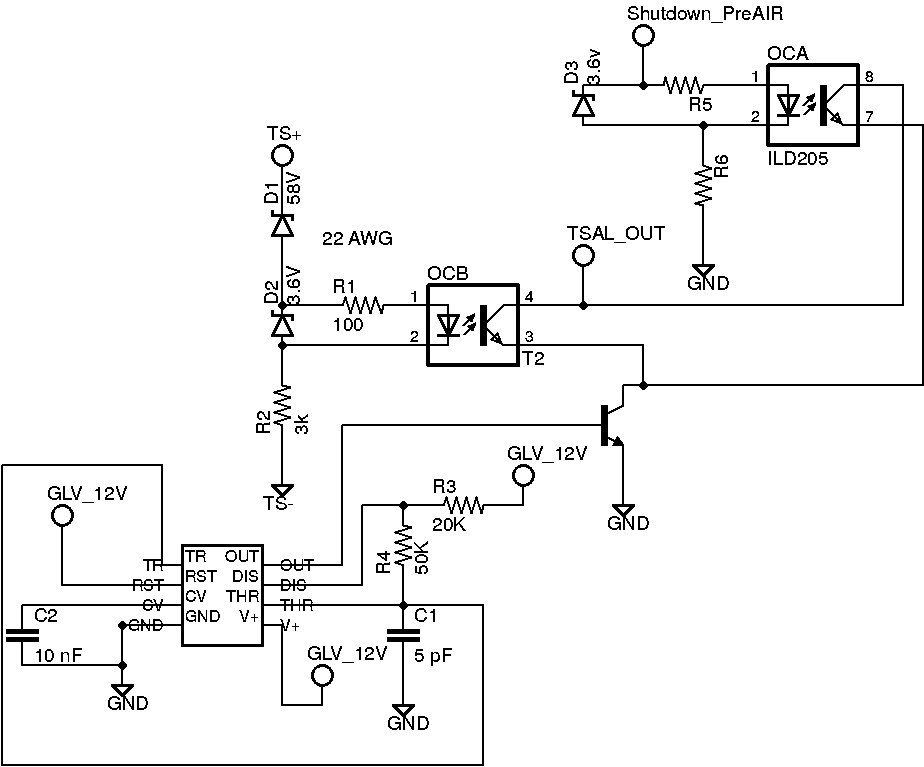 Shutdown_PreAIR
D3
3.6v
OCA
1
8
R5
2
7
ILD205
R6
TS+
D1
58V
22 AWG
TSAL_OUT
GND
OCB
D2
3.6V
R1
1
4
100
2
3
T2
R2
3k
GLV_12V
TS-
R3
20K
GND
GLV_12V
R4
50K
TR
TR
OUT
OUT
RST
RST
DIS
DIS
CV
CV
THR
THR
GND
GND
V+
V+
C2
10 nF
C1
5 pF
GLV_12V
GND
GND